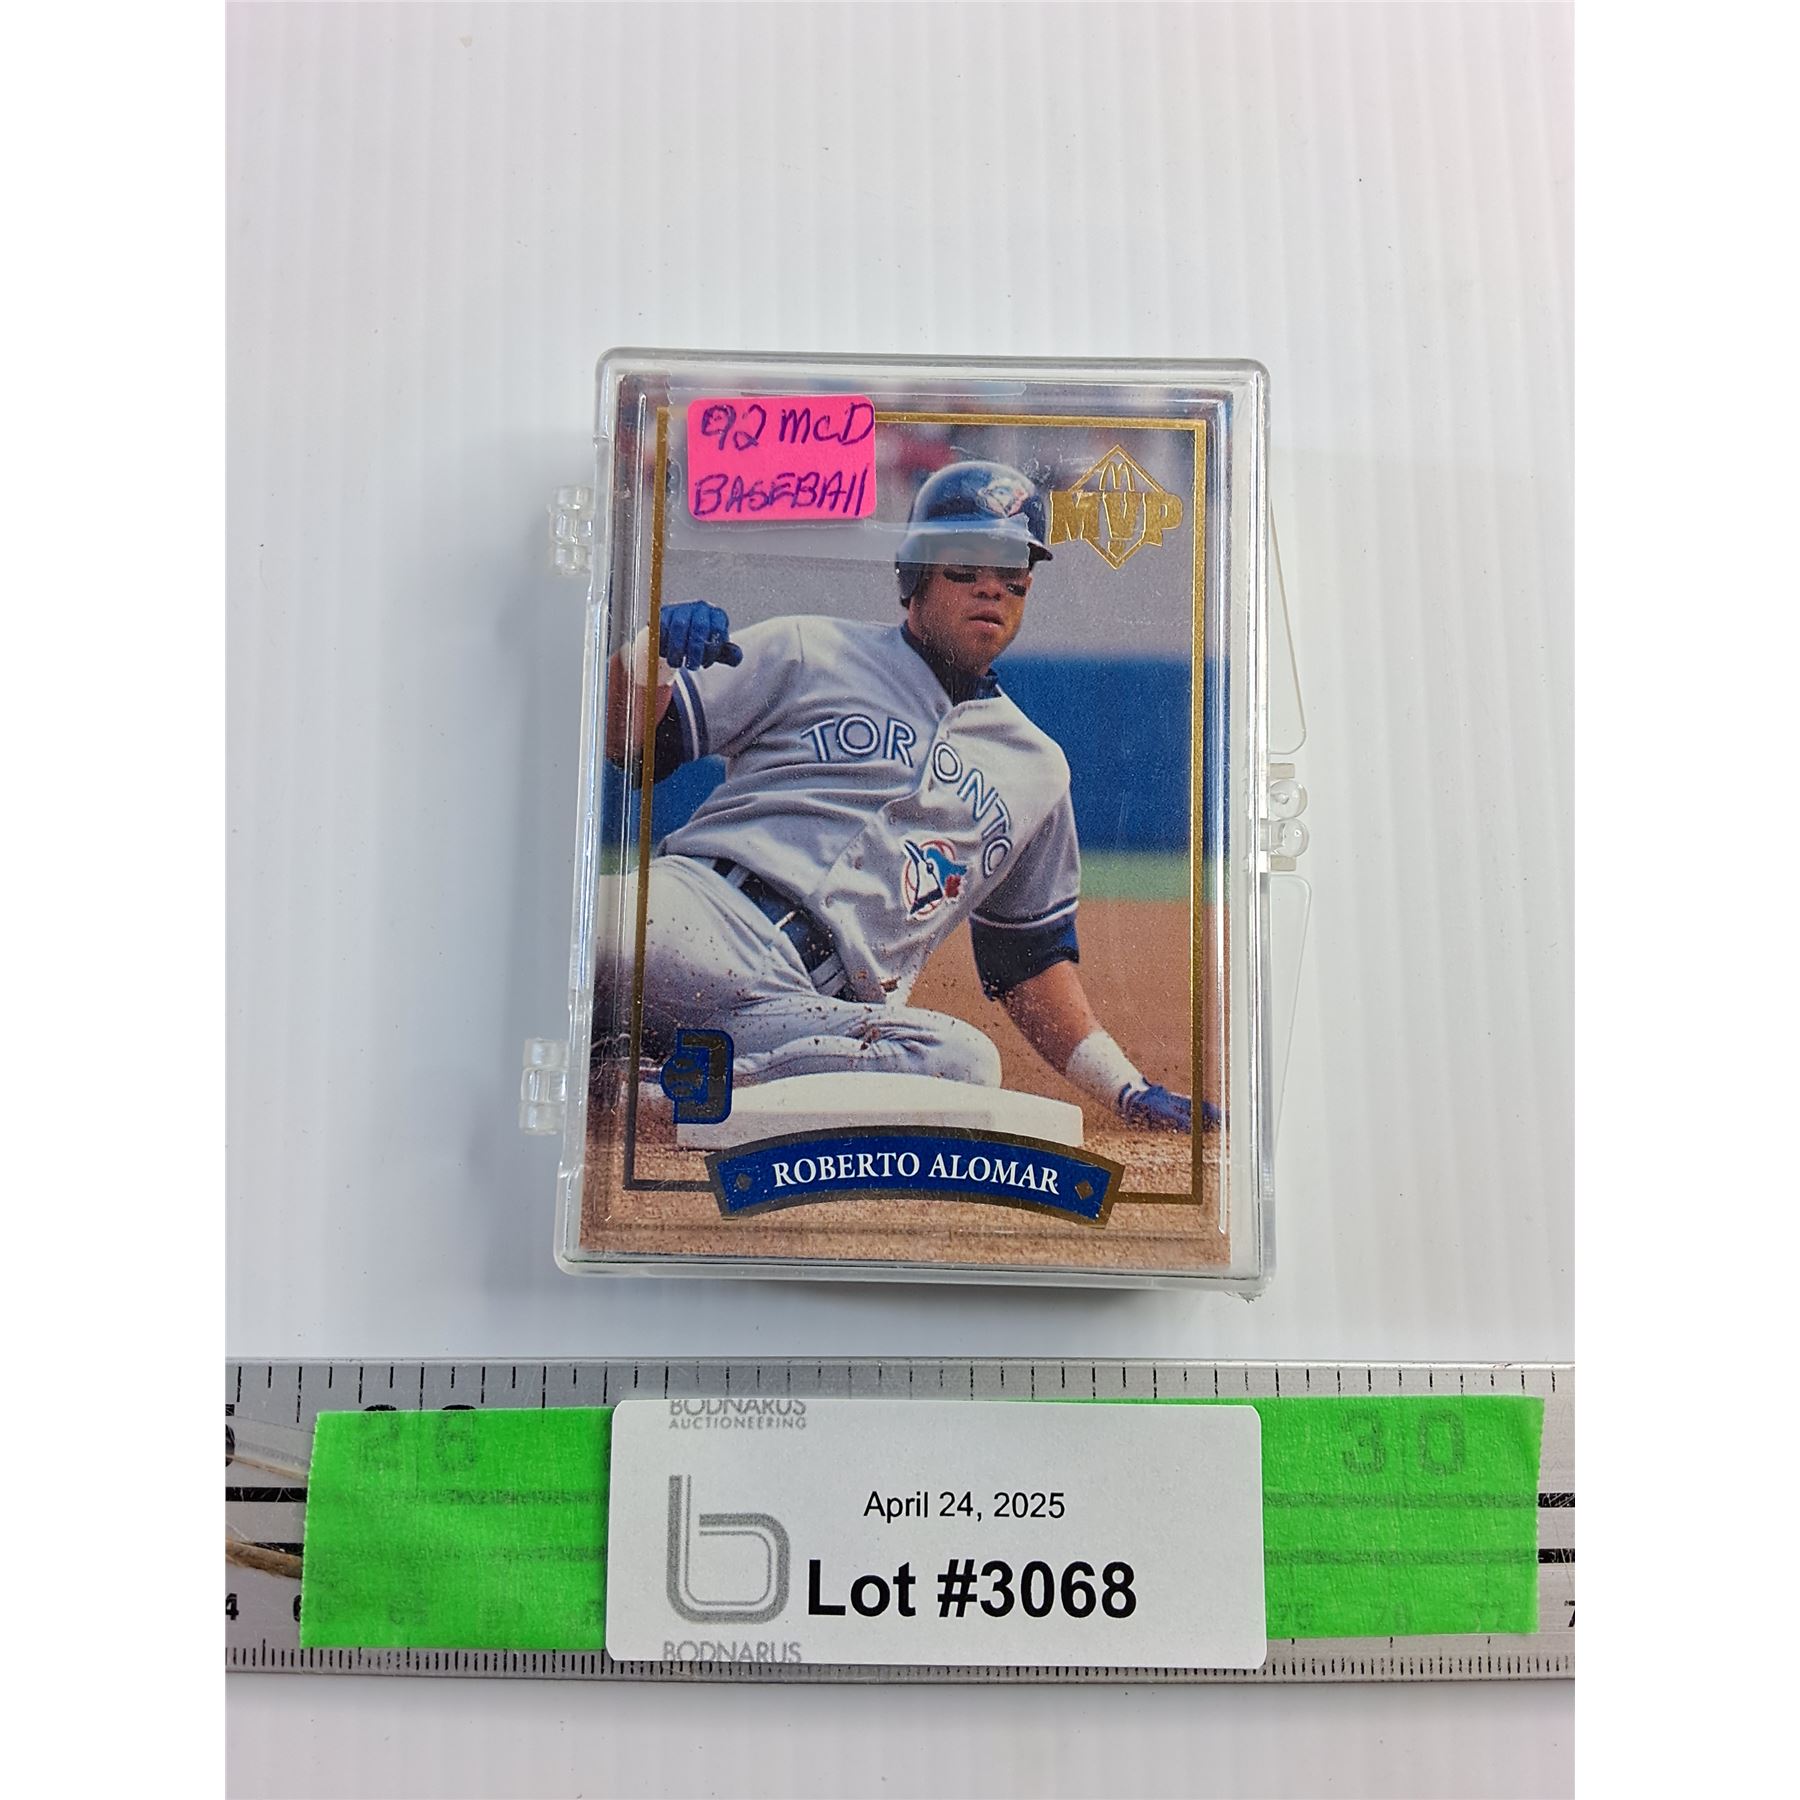 92 McD
BASEBAll
MVP
TORONTO
ROBERTO ALOMAR
26
30
BODNARUS
AUCTIONEERING
April 24, 2025
Lot #3068
BODNARUS